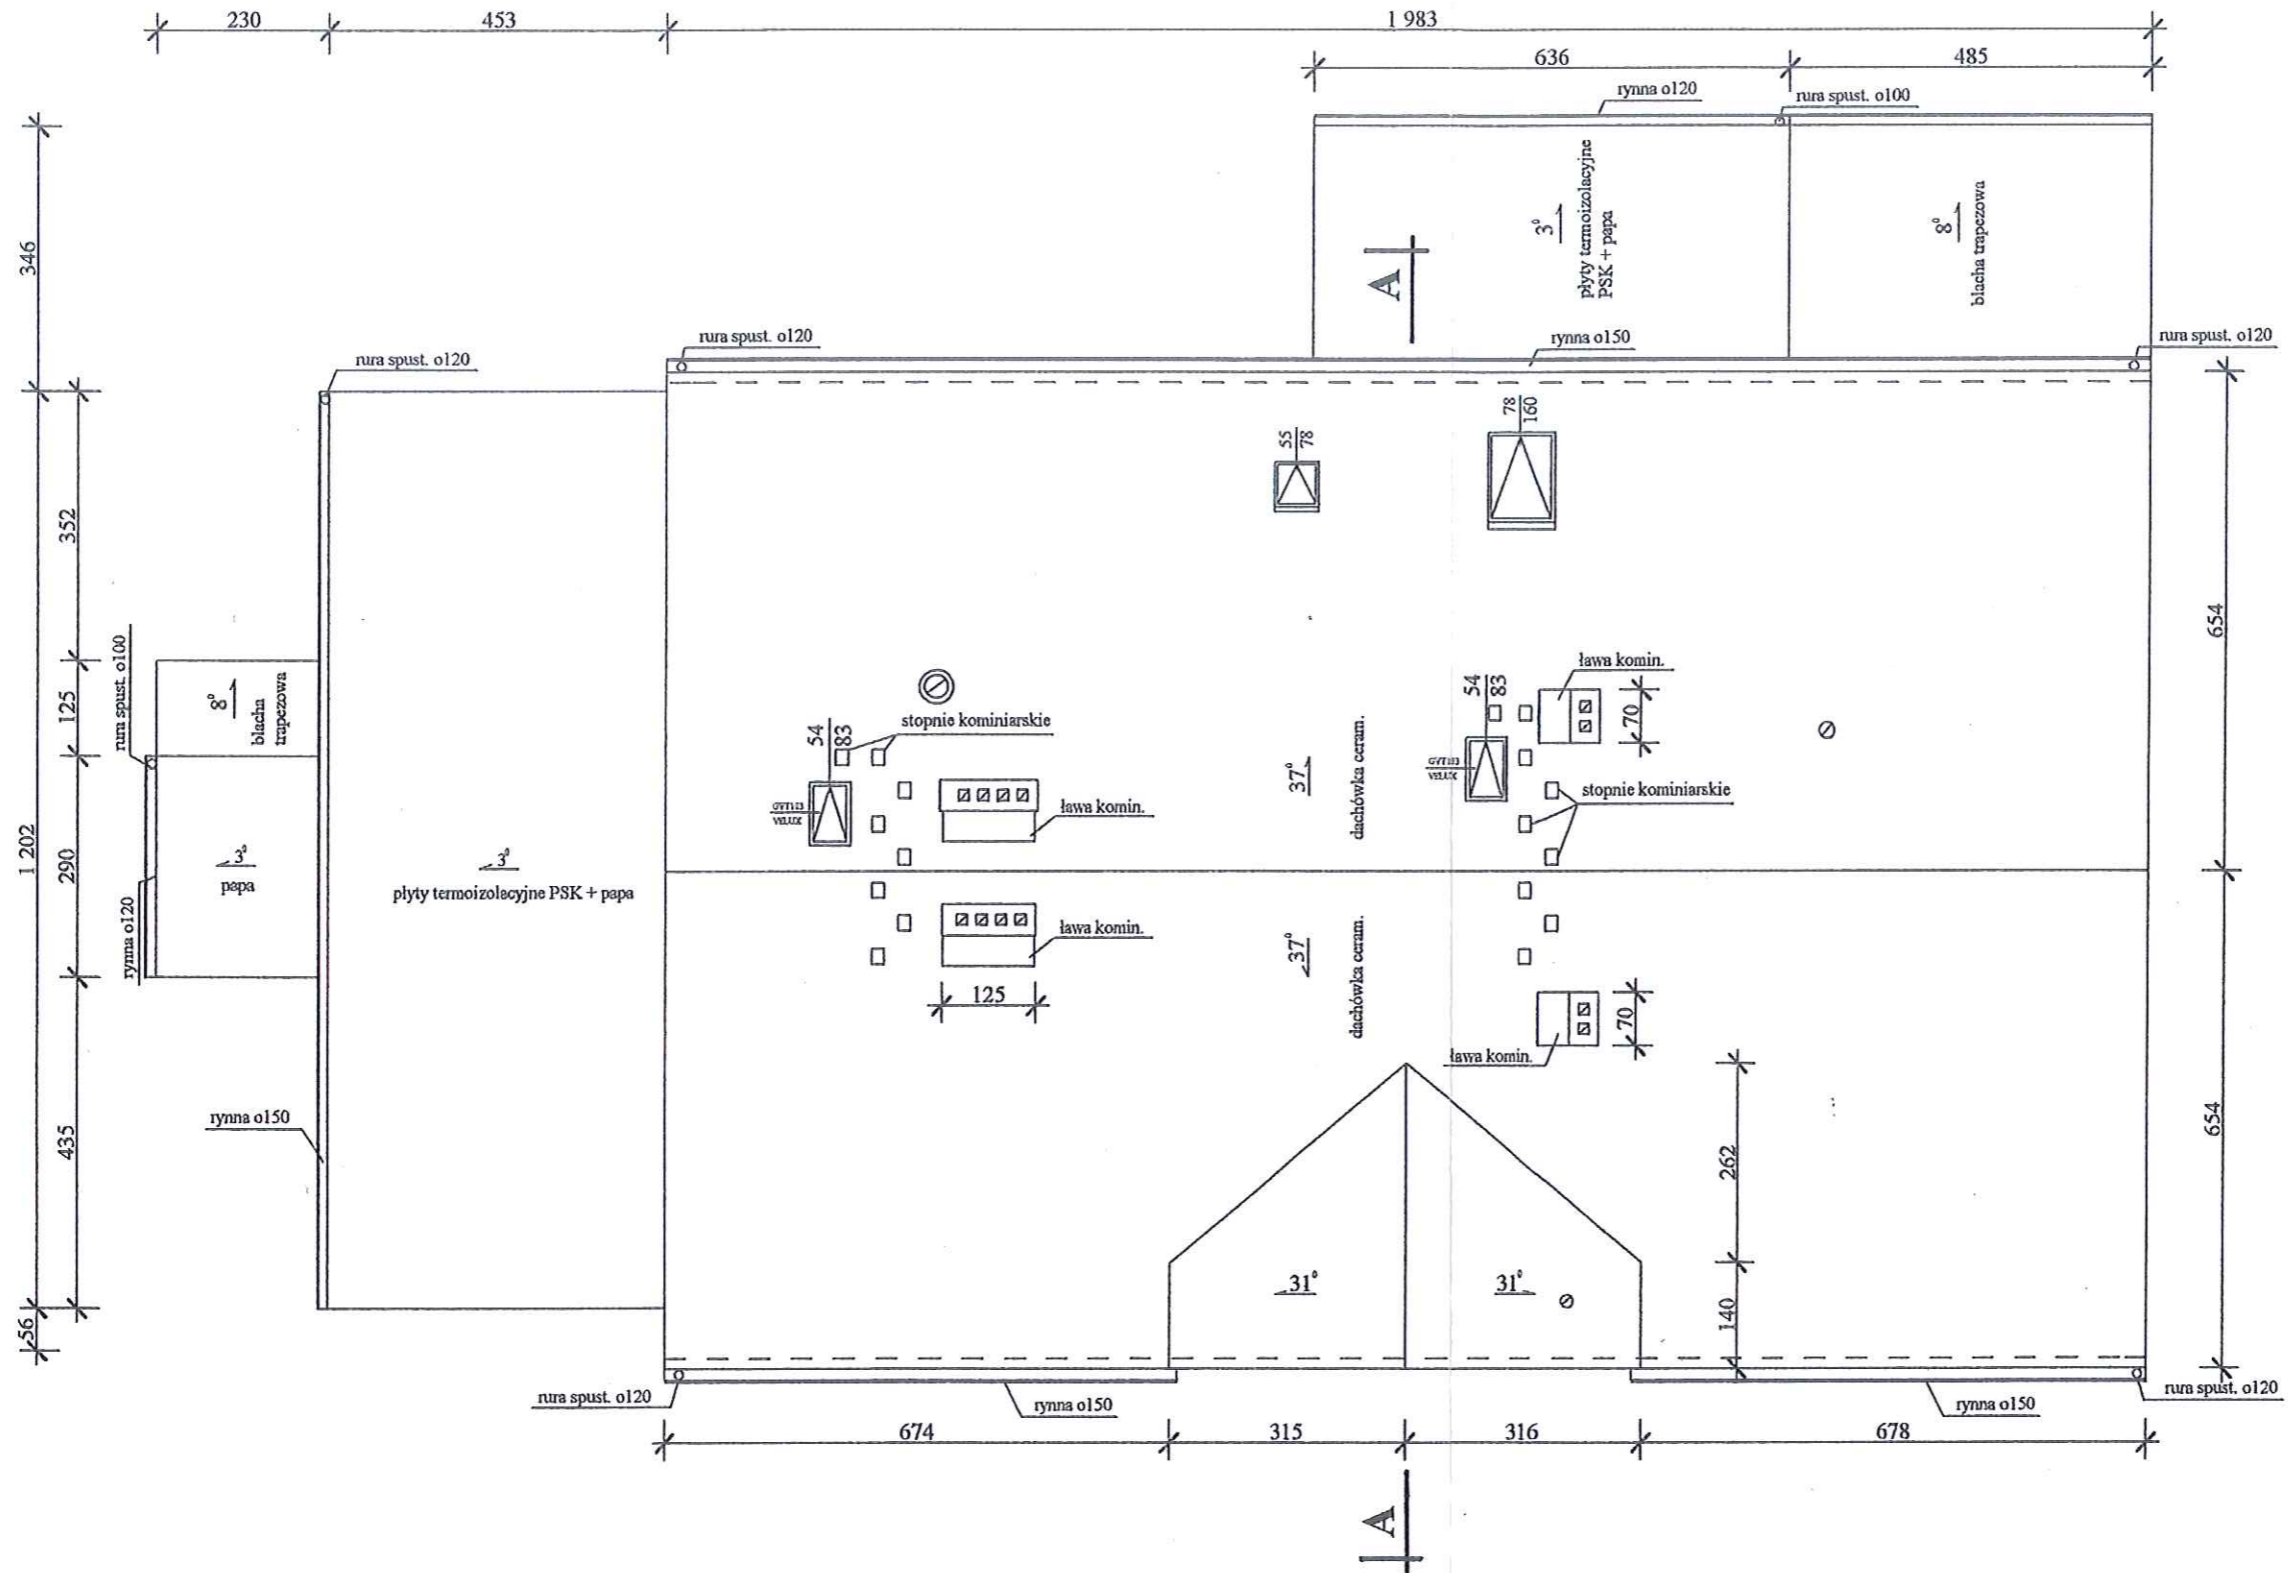 230
453
1 983
636
485
rynna o120
rura spust. o100
346
3°
płyty termoizolacyjne
PSK + papa
8°
blacha trapezowa
A
rura spust. o120
rura spust. o120
rynna o150
rura spust. o120
55
78
78
160
352
654
rura spust. o100
125
8°
blacha
trapezowa
stopnie kominiarskie
54
83
54
83
ława komin.
70
GVT103
VELUX
GVT103
VELUX
37°
dachówka ceram.
stopnie kominiarskie
ława komin.
1 202
290
3°
papa
3°
płyty termoizolacyjne PSK + papa
rynna o120
ława komin.
125
37°
dachówka ceram.
70
ława komin.
rynna o150
435
262
654
31°
31°
140
56
rura spust. o120
rynna o150
rynna o150
rura spust. o120
674
315
316
678
A